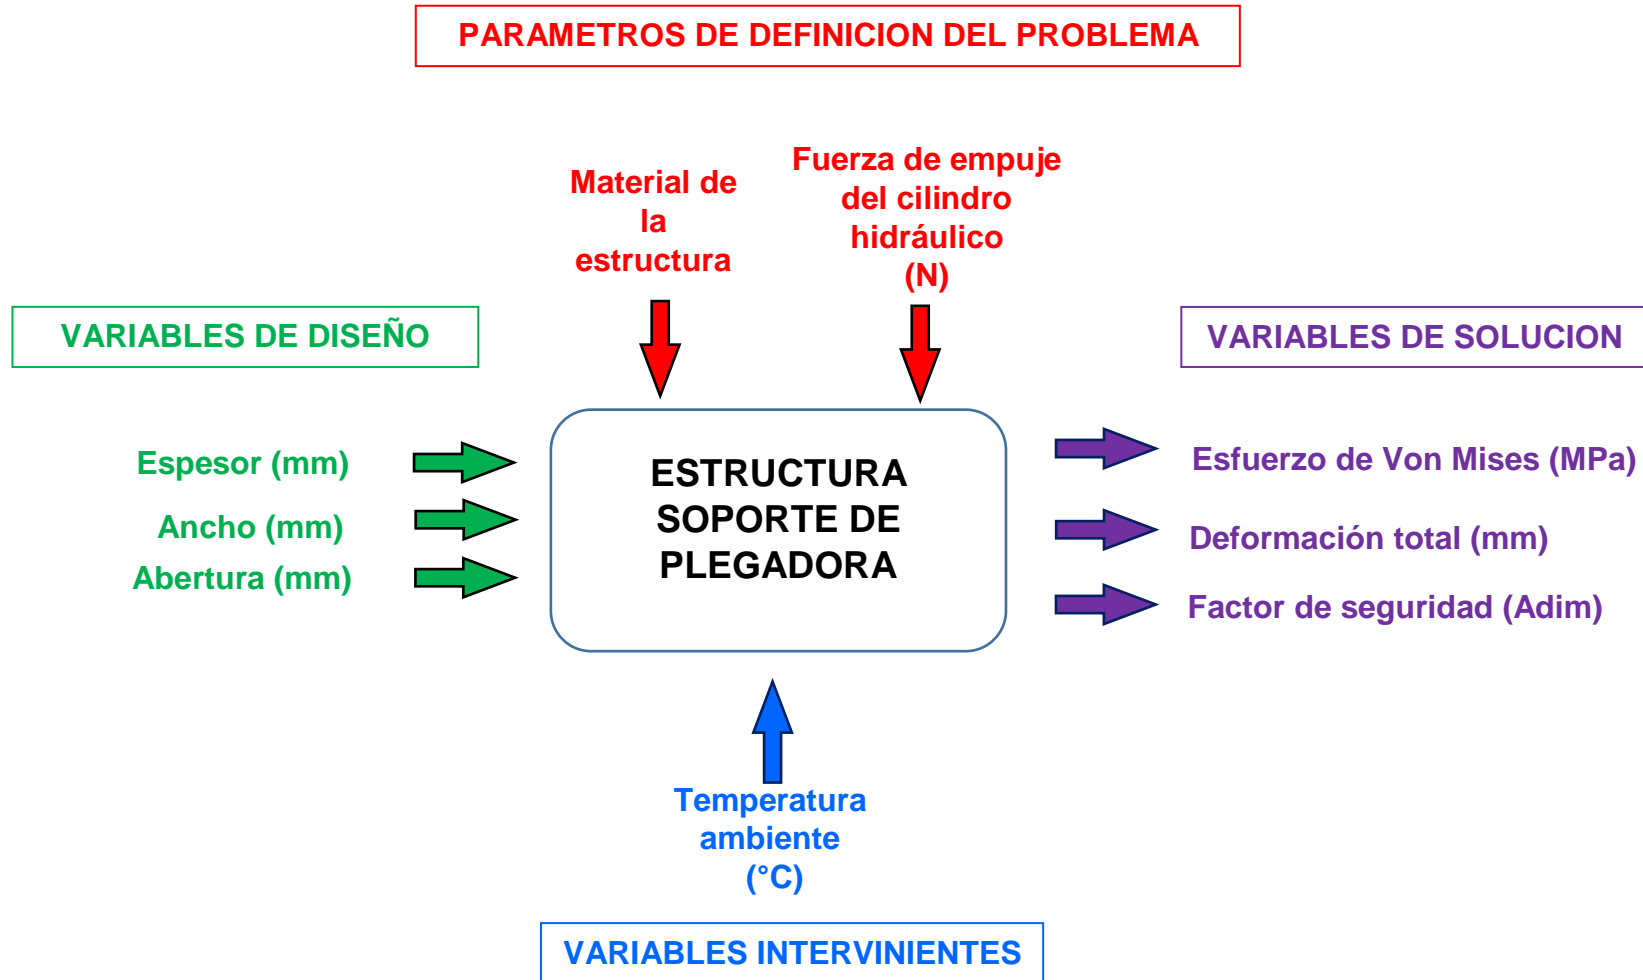 PARAMETROS DE DEFINICION DEL PROBLEMA
Material de
la
estructura
Fuerza de empuje
del cilindro
hidráulico
(N)
VARIABLES DE DISEÑO
VARIABLES DE SOLUCION
Espesor (mm)
Ancho (mm)
Abertura (mm)
ESTRUCTURA
SOPORTE DE
PLEGADORA
Esfuerzo de Von Mises (MPa)
Deformación total (mm)
Factor de seguridad (Adim)
Temperatura
ambiente
(°C)
VARIABLES INTERVINIENTES